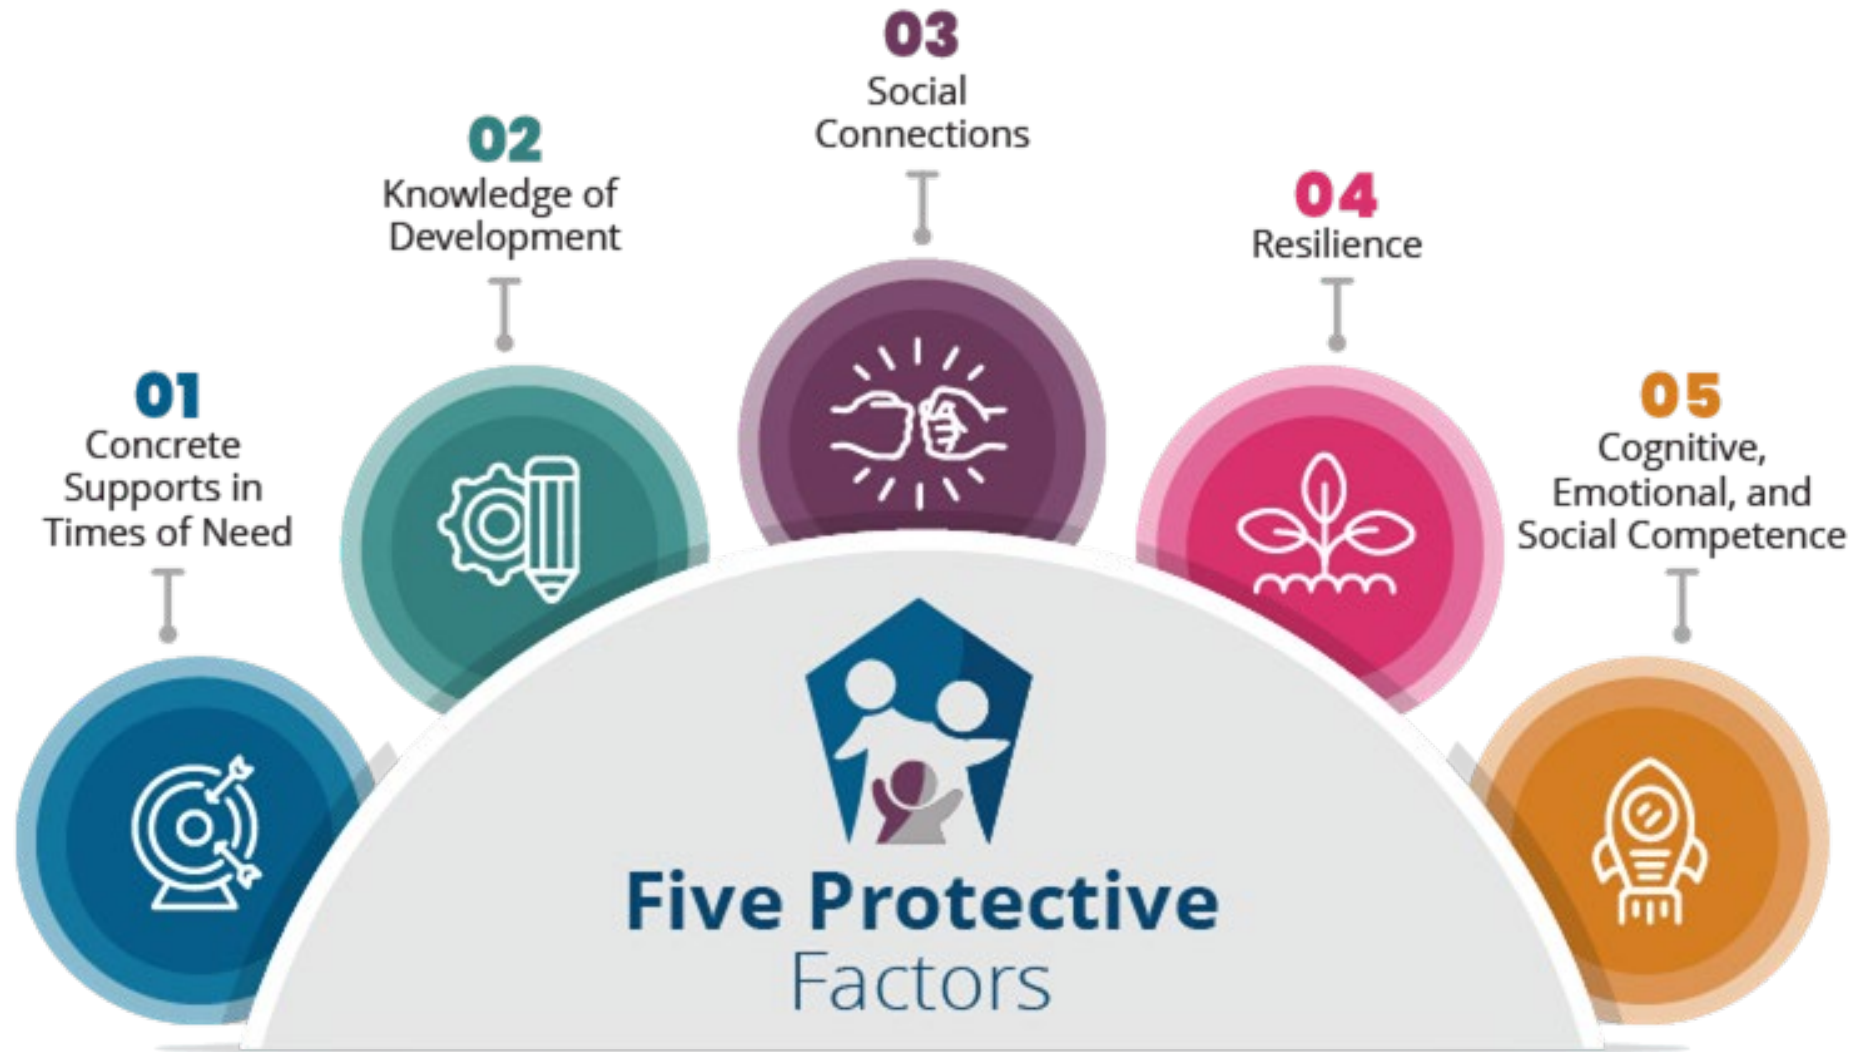 01
Concrete
Supports in
Times of Need
02
Knowledge of
Development
03
Social
Connections
04
Resilience
05
Cognitive,
Emotional, and
Social Competence
Five Protective
Factors